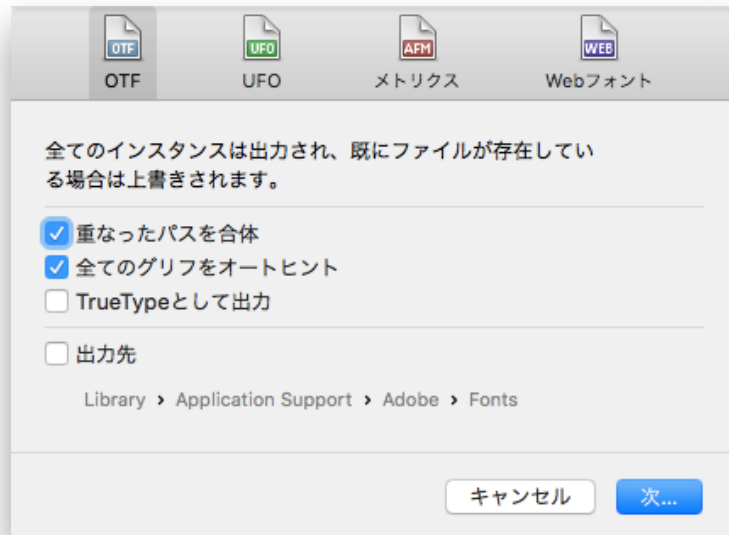 OTF UFO AFM WEB
OTF UFO メトリクス Webフォント
全てのインスタンスは出力され、既にファイルが存在してい
る場合は上書きされます。
重なったパスを合体
全てのグリフをオートヒント
TrueTypeとして出力
出力先
Library › Application Support › Adobe › Fonts
キャンセル 次...